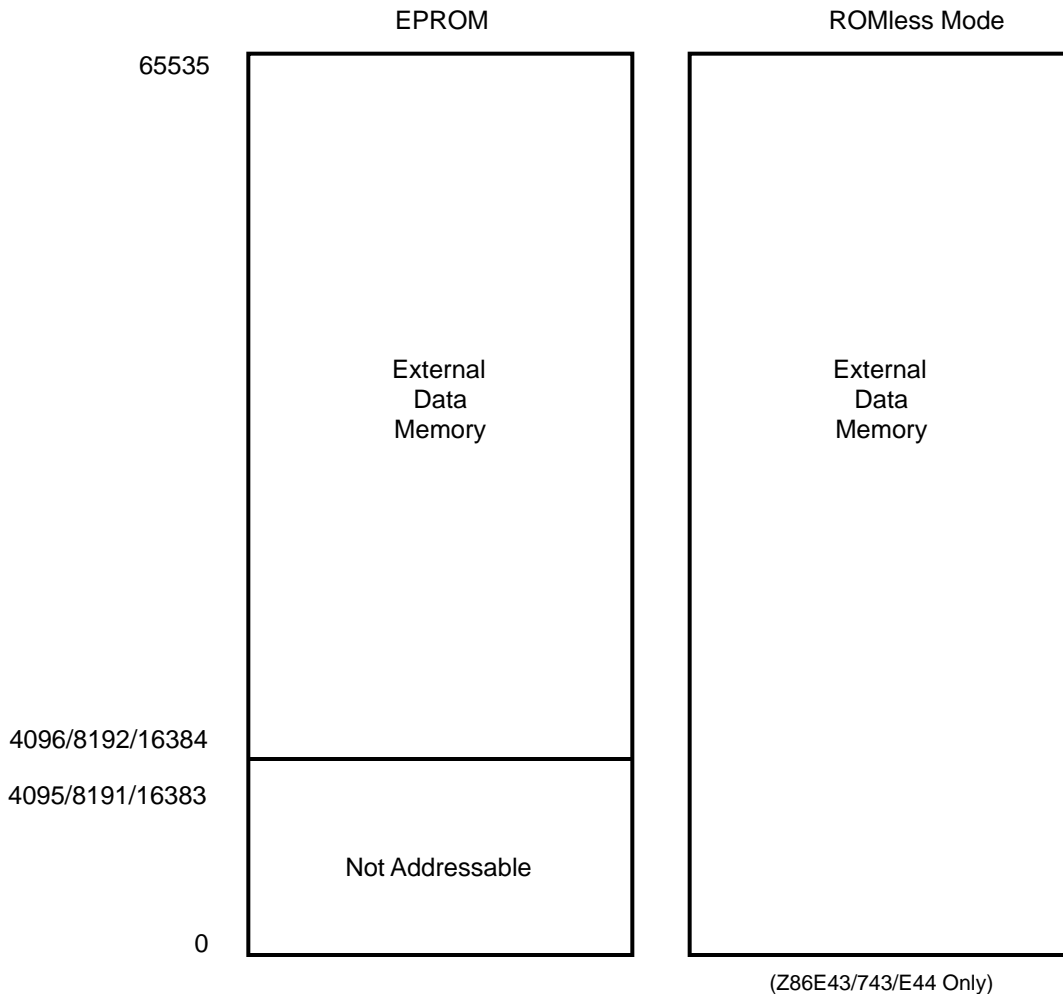 EPROM
ROMless Mode
65535
External
Data
Memory
External
Data
Memory
4096/8192/16384
4095/8191/16383
Not Addressable
0
(Z86E43/743/E44 Only)